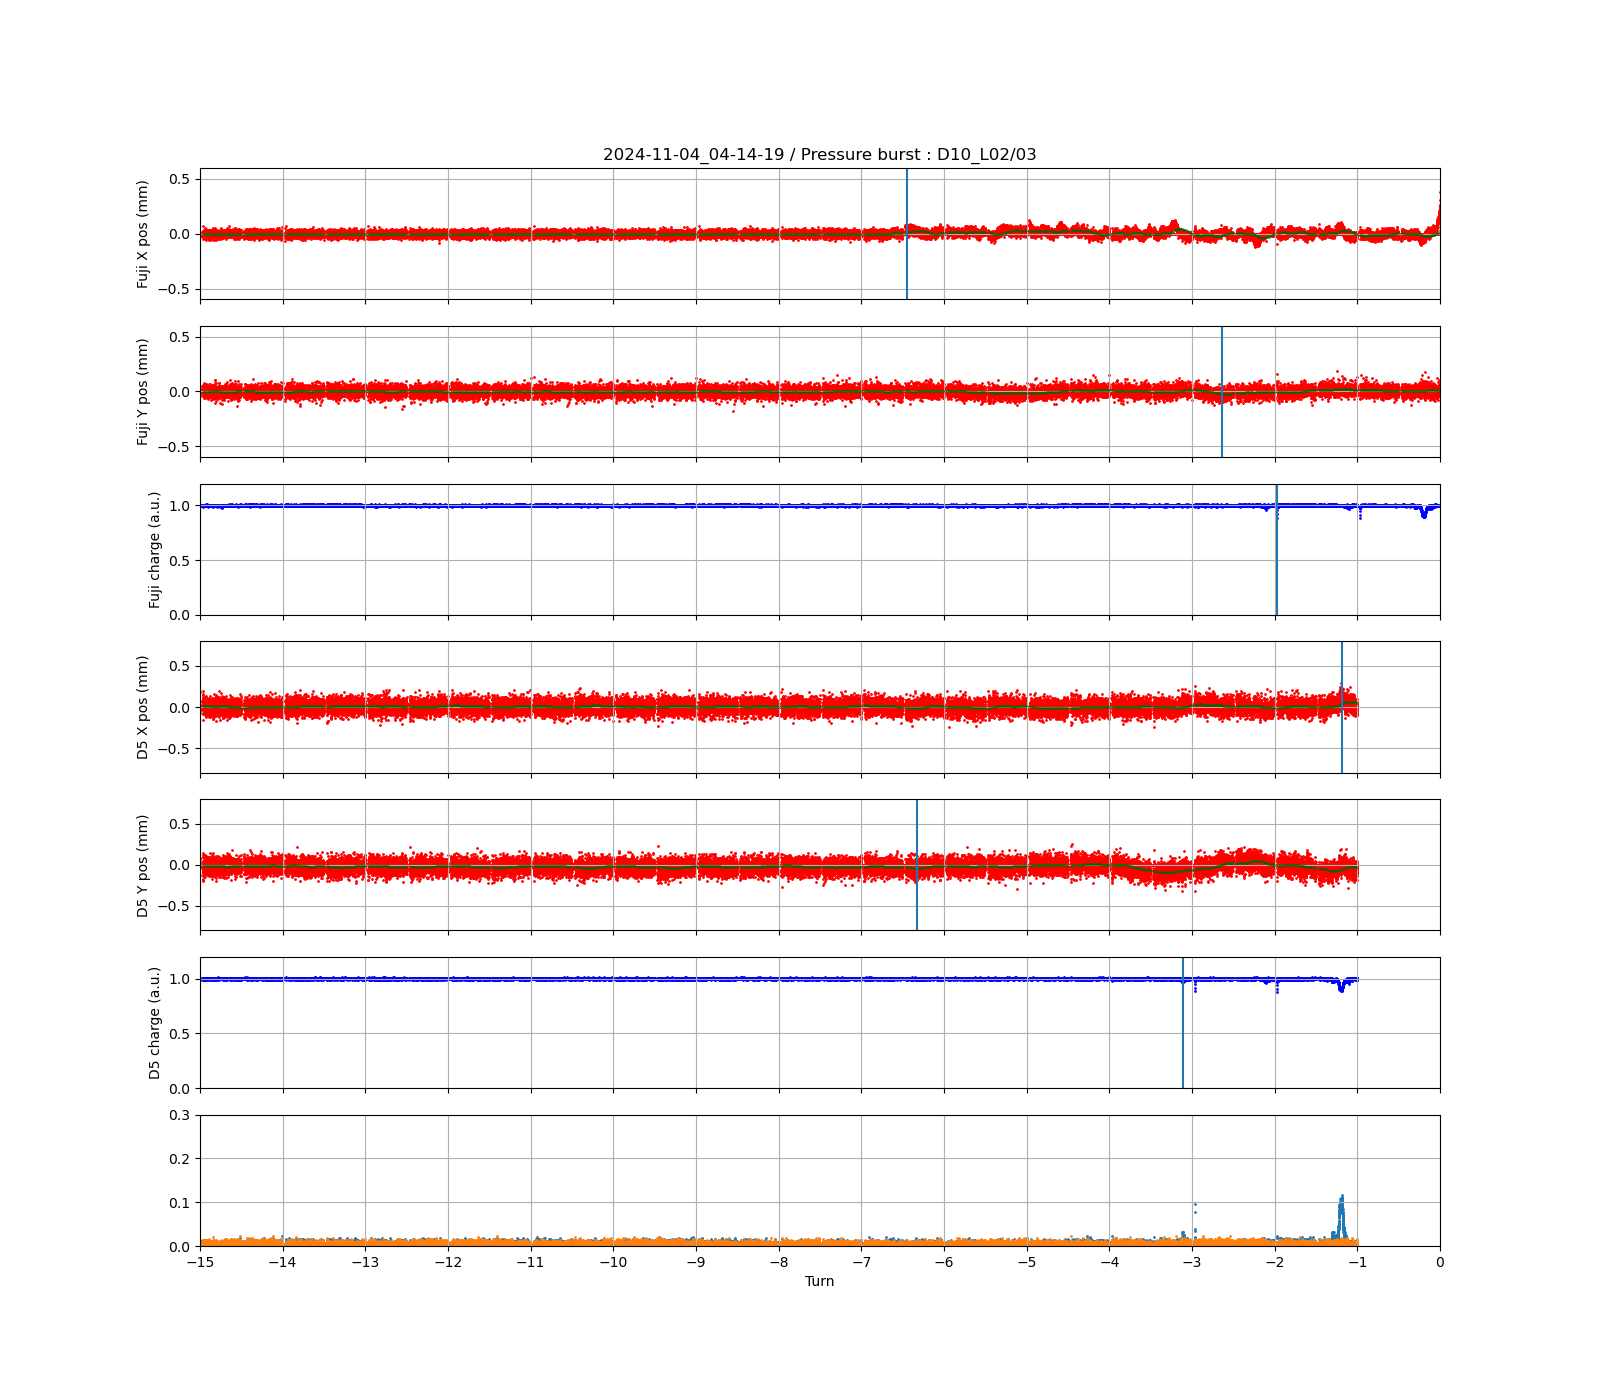 2024-11-04_04-14-19 / Pressure burst : D10_L02/03
Fuji X pos (mm)
0.5
0.0
−0.5
Fuji Y pos (mm)
0.5
0.0
−0.5
Fuji charge (a.u.)
1.0
0.5
0.0
D5 X pos (mm)
0.5
0.0
−0.5
D5 Y pos (mm)
0.5
0.0
−0.5
D5 charge (a.u.)
1.0
0.5
0.0
0.3
0.2
0.1
0.0
−15 −14 −13 −12 −11 −10 −9 −8 −7 −6 −5 −4 −3 −2 −1 0
Turn